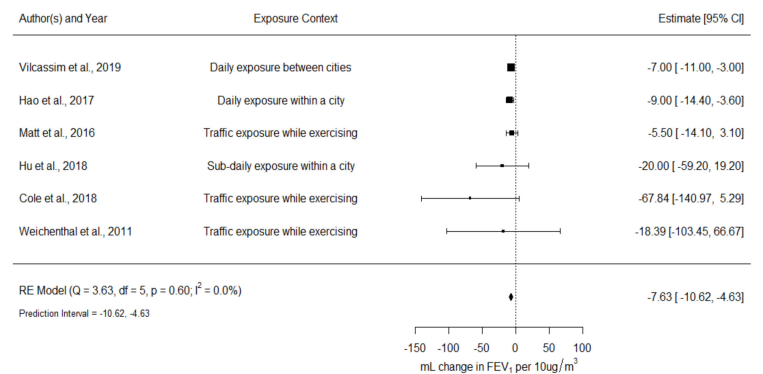 Author(s) and Year Exposure Context Estimate [95% CI]
Vilcassim et al., 2019 Daily exposure between cities -7.00 [ -11.00, -3.00]
Hao et al., 2017 Daily exposure within a city -9.00 [ -14.40, -3.60]
Matt et al., 2016 Traffic exposure while exercising -5.50 [ -14.10, 3.10]
Hu et al., 2018 Sub-daily exposure within a city -20.00 [ -59.20, 19.20]
Cole et al., 2018 Traffic exposure while exercising -67.84 [-140.97, 5.29]
Weichenthal et al., 2011 Traffic exposure while exercising -18.39 [-103.45, 66.67]
RE Model (Q = 3.63, df = 5, p = 0.60; I² = 0.0%) -7.63 [ -10.62, -4.63]
Prediction Interval = -10.62, -4.63
-150 -100 -50 0 50 100
mL change in FEV₁ per 10ug/m³